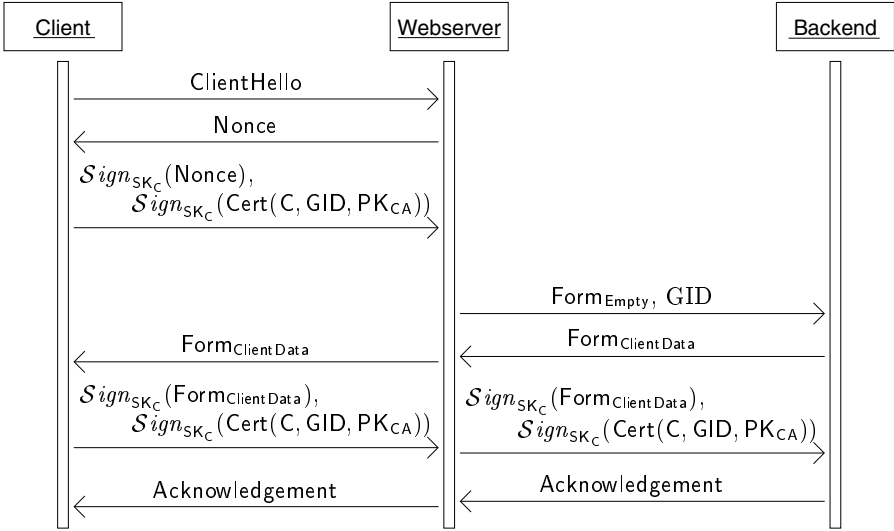 Client
Webserver
Backend
ClientHello
Nonce
Sign_SK_C(Nonce),
Sign_SK_C(Cert(C, GID, PK_CA))
Form_Empty, GID
Form_ClientData
Form_ClientData
Sign_SK_C(Form_ClientData),
Sign_SK_C(Cert(C, GID, PK_CA))
Sign_SK_C(Form_ClientData),
Sign_SK_C(Cert(C, GID, PK_CA))
Acknowledgement
Acknowledgement